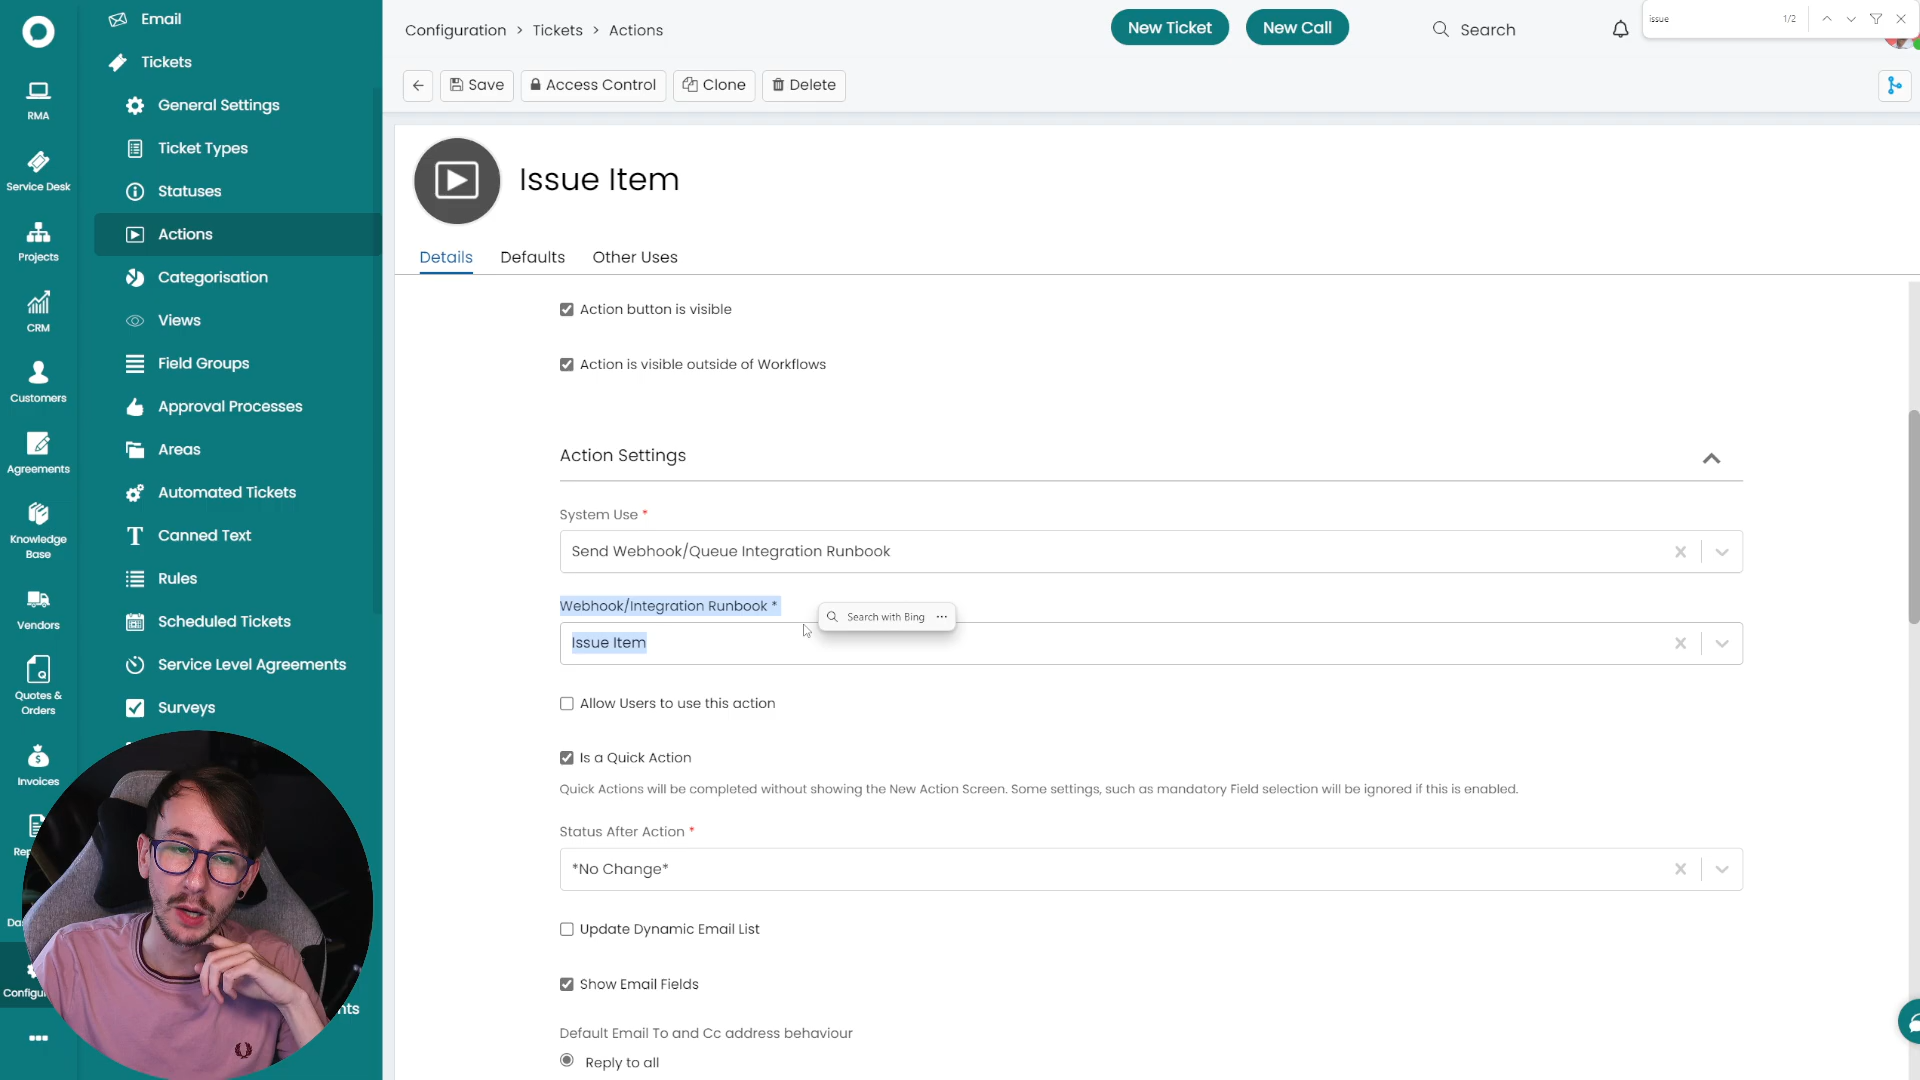 RMA
Service Desk
Projects
CRM
Customers
Agreements
Knowledge
Base
Vendors
Quotes &
Orders
Invoices
Email
Tickets
General Settings
Ticket Types
Statuses
Actions
Categorisation
Views
Field Groups
Approval Processes
Areas
Automated Tickets
Canned Text
Rules
Scheduled Tickets
Service Level Agreements
Surveys
Configuration > Tickets > Actions
New Ticket
New Call
Search
issue
1/2
Save
Access Control
Clone
Delete
Issue Item
Details
Defaults
Other Uses
Action button is visible
Action is visible outside of Workflows
Action Settings
System Use *
Send Webhook/Queue Integration Runbook
Webhook/Integration Runbook *
Search with Bing
Issue Item
Allow Users to use this action
Is a Quick Action
Quick Actions will be completed without showing the New Action Screen. Some settings, such as mandatory Field selection will be ignored if this is enabled.
Status After Action *
*No Change*
Update Dynamic Email List
Show Email Fields
Default Email To and Cc address behaviour
Reply to all